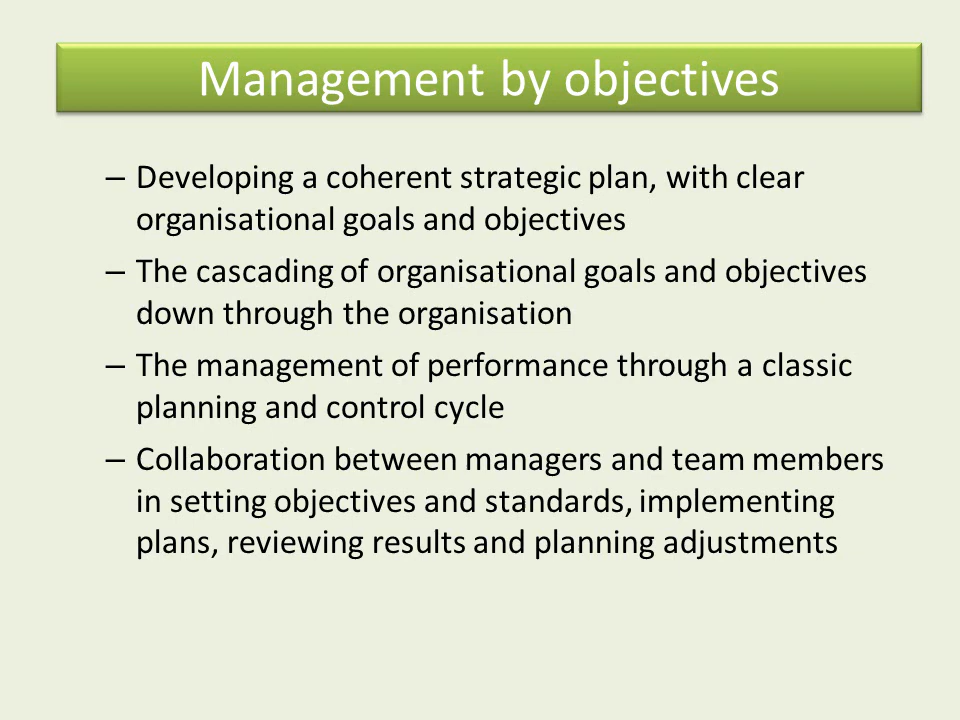 Management by objectives
– Developing a coherent strategic plan, with clear
organisational goals and objectives
– The cascading of organisational goals and objectives
down through the organisation
– The management of performance through a classic
planning and control cycle
– Collaboration between managers and team members
in setting objectives and standards, implementing
plans, reviewing results and planning adjustments